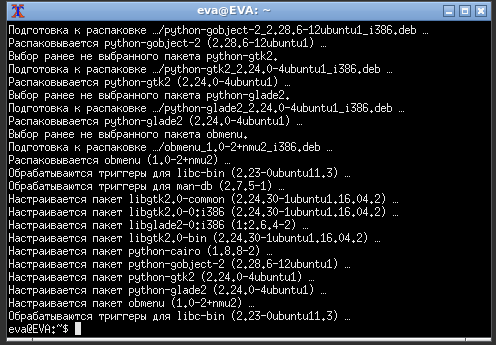 eva@EVA: ~
Подготовка к распаковке …/python-gobject-2_2.28.6-12ubuntu1_i386.deb …
Распаковывается python-gobject-2 (2.28.6-12ubuntu1) …
Выбор ранее не выбранного пакета python-gtk2.
Подготовка к распаковке …/python-gtk2_2.24.0-4ubuntu1_i386.deb …
Распаковывается python-gtk2 (2.24.0-4ubuntu1) …
Выбор ранее не выбранного пакета python-glade2.
Подготовка к распаковке …/python-glade2_2.24.0-4ubuntu1_i386.deb …
Распаковывается python-glade2 (2.24.0-4ubuntu1) …
Выбор ранее не выбранного пакета obmenu.
Подготовка к распаковке …/obmenu_1.0-2+nmu2_i386.deb …
Распаковывается obmenu (1.0-2+nmu2) …
Обрабатываются триггеры для libc-bin (2.23-0ubuntu11.3) …
Обрабатываются триггеры для man-db (2.7.5-1) …
Настраивается пакет libgtk2.0-common (2.24.30-1ubuntu1.16.04.2) …
Настраивается пакет libgtk2.0-0:i386 (2.24.30-1ubuntu1.16.04.2) …
Настраивается пакет libglade2-0:i386 (1:2.6.4-2) …
Настраивается пакет libgtk2.0-bin (2.24.30-1ubuntu1.16.04.2) …
Настраивается пакет python-cairo (1.8.8-2) …
Настраивается пакет python-gobject-2 (2.28.6-12ubuntu1) …
Настраивается пакет python-gtk2 (2.24.0-4ubuntu1) …
Настраивается пакет python-glade2 (2.24.0-4ubuntu1) …
Настраивается пакет obmenu (1.0-2+nmu2) …
Обрабатываются триггеры для libc-bin (2.23-0ubuntu11.3) …
eva@EVA:~$